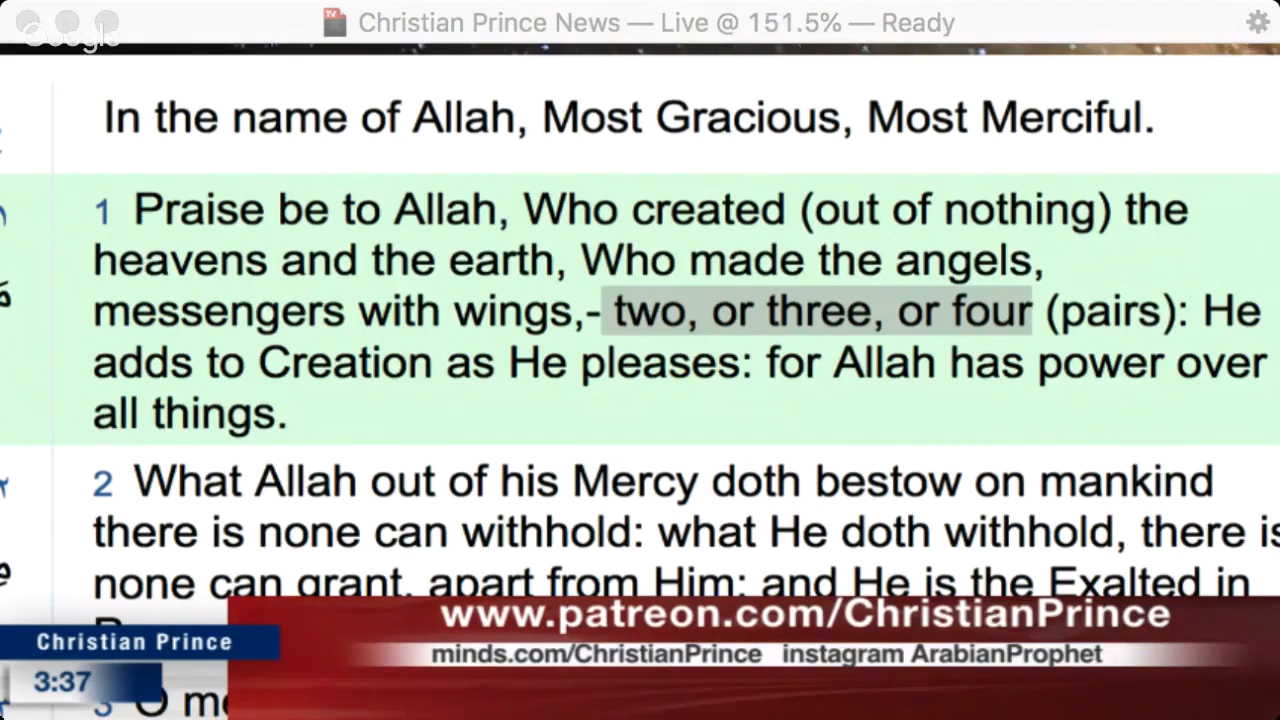 Christian Prince News — Live @ 151.5% — Ready
Google
TV
In the name of Allah, Most Gracious, Most Merciful.
1 Praise be to Allah, Who created (out of nothing) the
heavens and the earth, Who made the angels,
messengers with wings,- two, or three, or four (pairs): He
adds to Creation as He pleases: for Allah has power over
all things.
2 What Allah out of his Mercy doth bestow on mankind
there is none can withhold: what He doth withhold, there is
none can grant, apart from Him: and He is the Exalted in
3 O
www.patreon.com/ChristianPrince
minds.com/ChristianPrince instagram ArabianProphet
Christian Prince
3:37